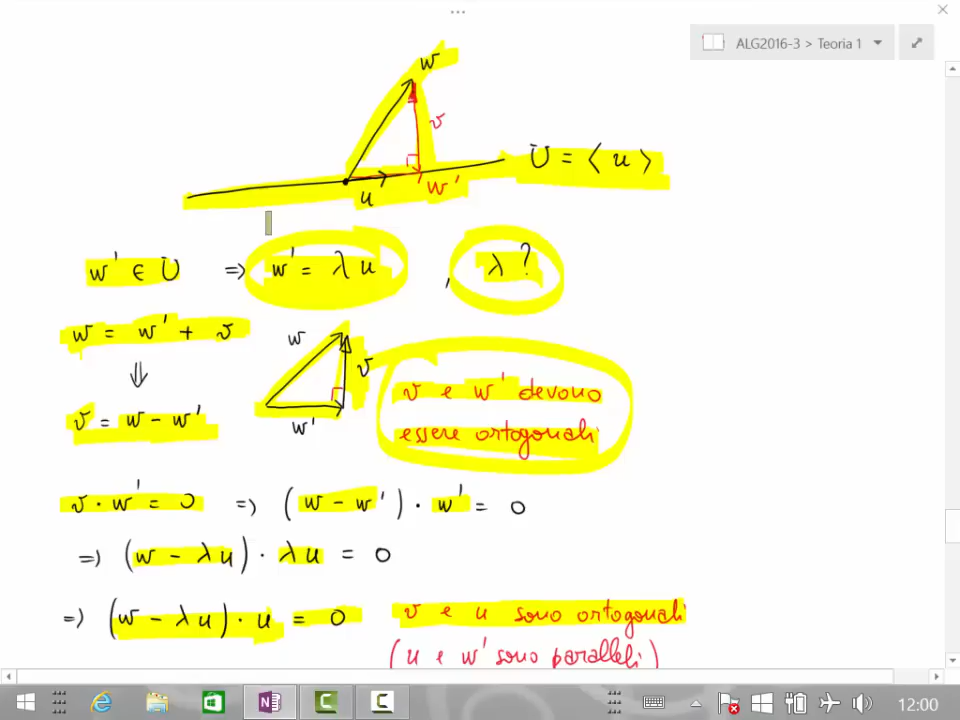 ALG2016-3 > Teoria 1
w
v
U = ⟨ u ⟩
u w'
w' ∈ U ⇒ w' = λ u , λ ?
w = w' + v
w
v
⇓
v = w - w'
w'
v e w' devono
essere ortogonali
v · w' = 0 ⇒ (w - w') · w' = 0
⇒ (w - λu) · λu = 0
⇒ (w - λu) · u = 0 v e u sono ortogonali
(u e w' sono paralleli)
12:00